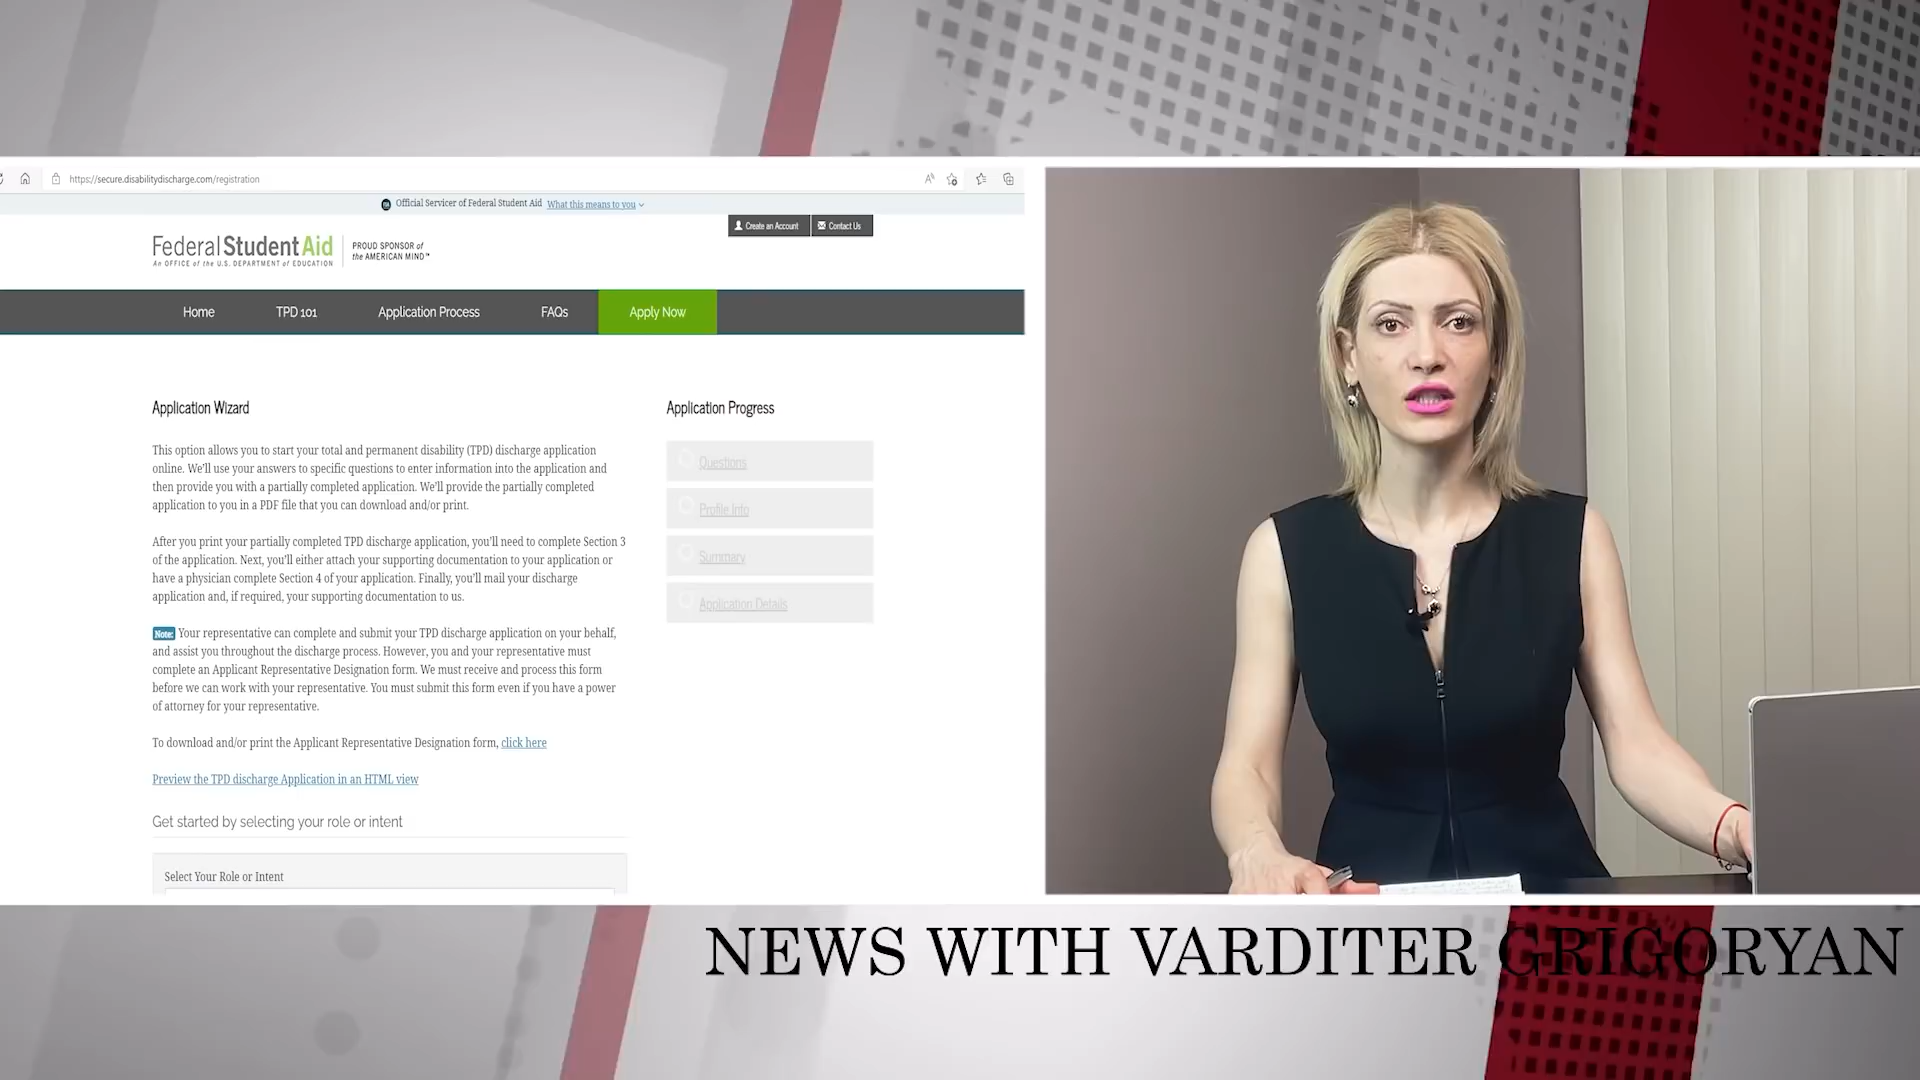 https://secure.disabilitydischarge.com/registration
Official Servicer of Federal Student Aid What this means to you
Create an Account Contact Us
Federal Student Aid
An OFFICE of the U.S. DEPARTMENT of EDUCATION
PROUD SPONSOR of
the AMERICAN MIND™
Home TPD 101 Application Process FAQs Apply Now
Application Wizard
This option allows you to start your total and permanent disability (TPD) discharge application
online. We'll use your answers to specific questions to enter information into the application and
then provide you with a partially completed application. We'll provide the partially completed
application to you in a PDF file that you can download and/or print.
After you print your partially completed TPD discharge application, you'll need to complete Section 3
of the application. Next, you'll either attach your supporting documentation to your application or
have a physician complete Section 4 of your application. Finally, you'll mail your discharge
application and, if required, your supporting documentation to us.
Note: Your representative can complete and submit your TPD discharge application on your behalf,
and assist you throughout the discharge process. However, you and your representative must
complete an Applicant Representative Designation form. We must receive and process this form
before we can work with your representative. You must submit this form even if you have a power
of attorney for your representative.
To download and/or print the Applicant Representative Designation form, click here
Preview the TPD discharge Application in an HTML view
Get started by selecting your role or intent
Select Your Role or Intent
Application Progress
Questions
Profile Info
Summary
Application Details
NEWS WITH VARDITER GRIGORYAN